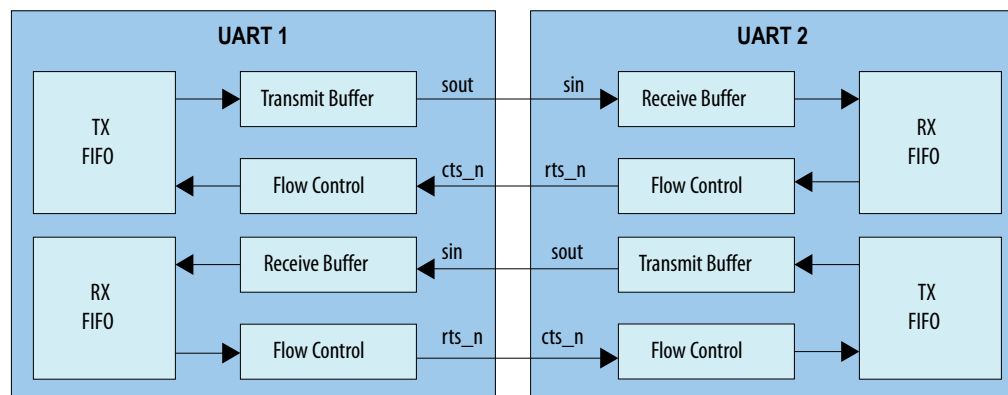 UART 1
TX
FIFO
Transmit Buffer
sout
Flow Control
cts_n
RX
FIFO
Receive Buffer
sin
Flow Control
rts_n
UART 2
sin
Receive Buffer
RX
FIFO
rts_n
Flow Control
sout
Transmit Buffer
TX
FIFO
cts_n
Flow Control